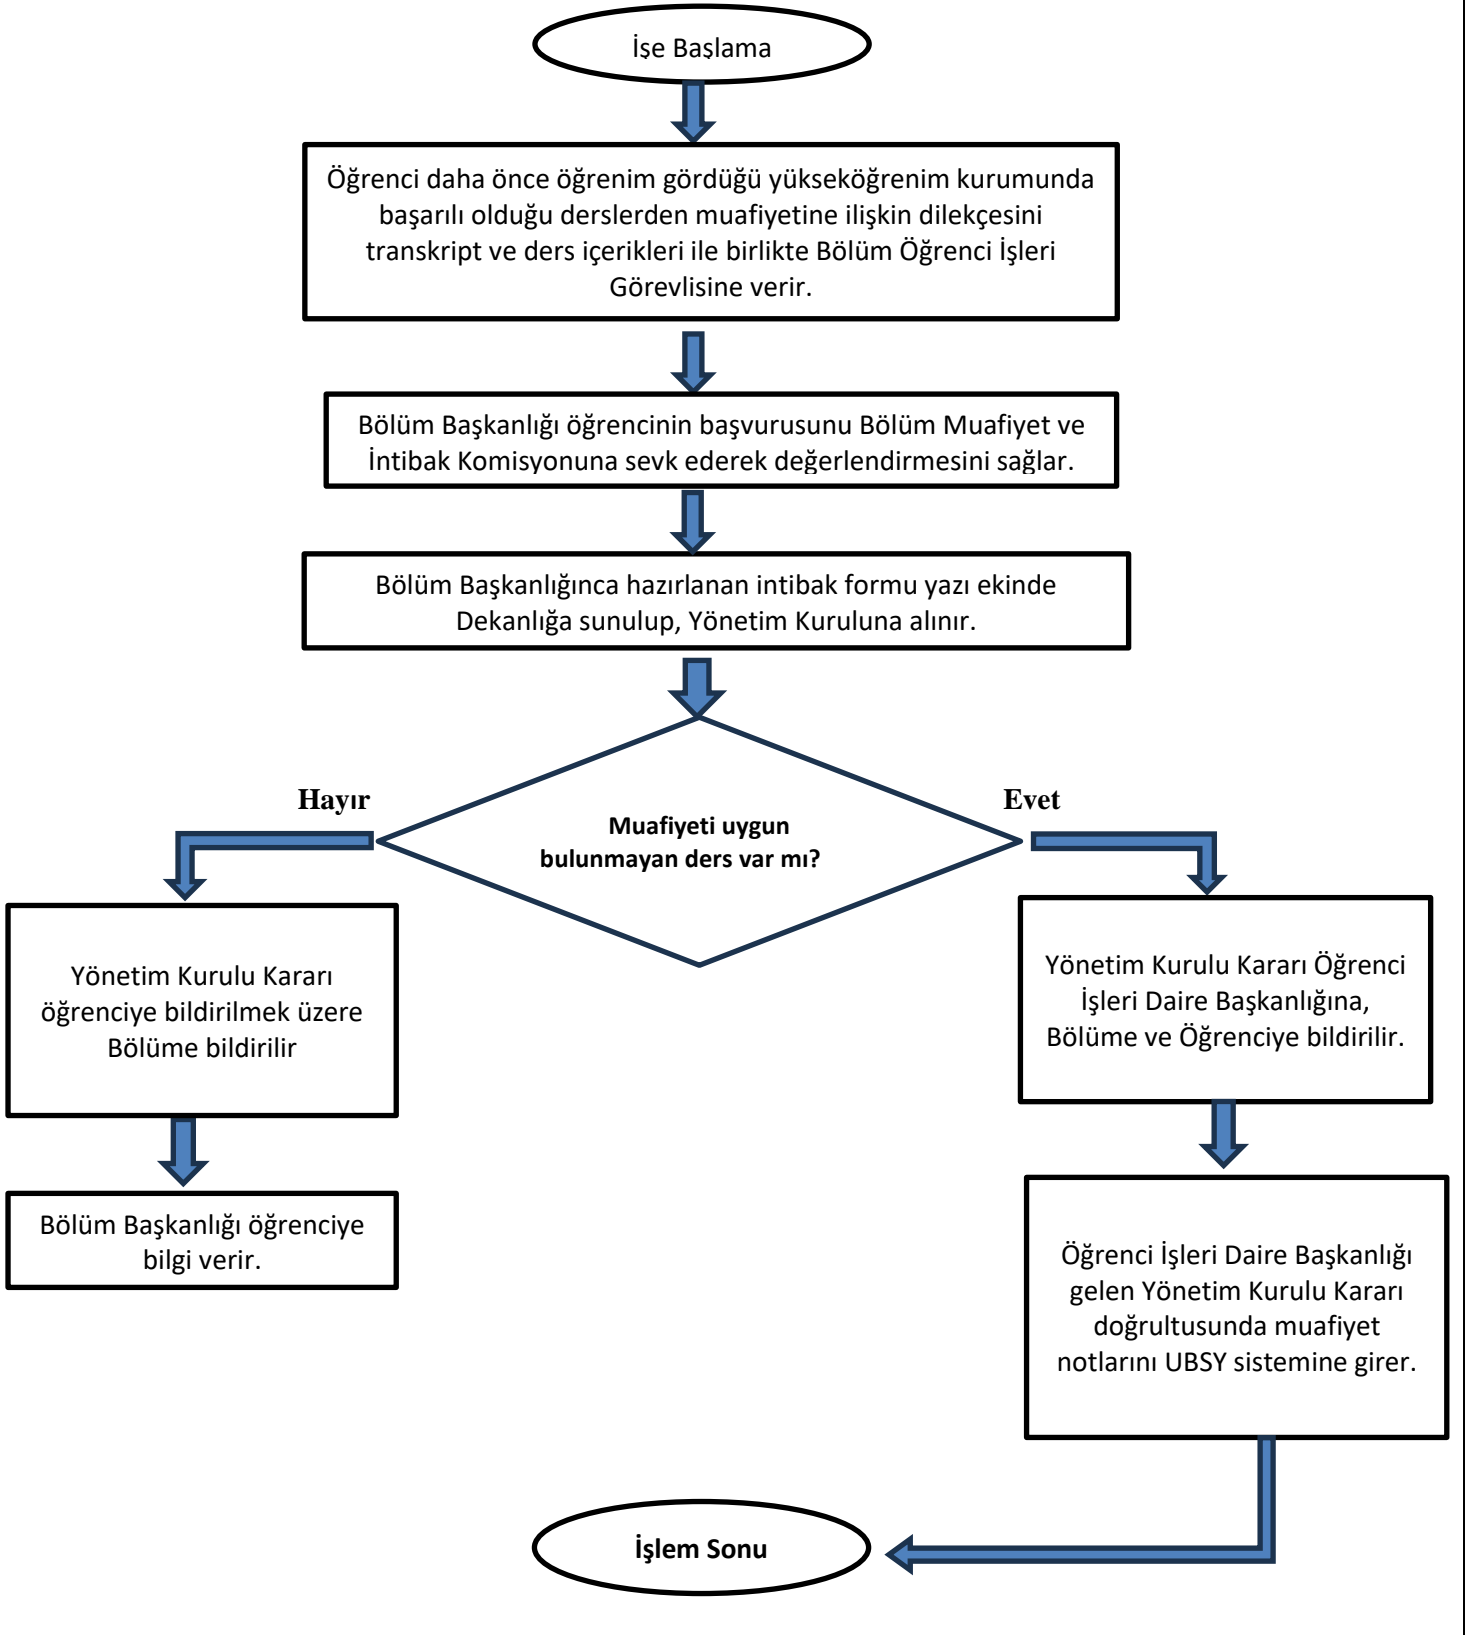 İşe Başlama
Öğrenci daha önce öğrenim gördüğü yükseköğrenim kurumunda
başarılı olduğu derslerden muafiyetine ilişkin dilekçesini
transkript ve ders içerikleri ile birlikte Bölüm Öğrenci İşleri
Görevlisine verir.
Bölüm Başkanlığı öğrencinin başvurusunu Bölüm Muafiyet ve
İntibak Komisyonuna sevk ederek değerlendirmesini sağlar.
Bölüm Başkanlığınca hazırlanan intibak formu yazı ekinde
Dekanlığa sunulup, Yönetim Kuruluna alınır.
Hayır
Evet
Muafiyeti uygun
bulunmayan ders var mı?
Yönetim Kurulu Kararı
öğrenciye bildirilmek üzere
Bölüme bildirilir
Yönetim Kurulu Kararı Öğrenci
İşleri Daire Başkanlığına,
Bölüme ve Öğrenciye bildirilir.
Bölüm Başkanlığı öğrenciye
bilgi verir.
Öğrenci İşleri Daire Başkanlığı
gelen Yönetim Kurulu Kararı
doğrultusunda muafiyet
notlarını UBSY sistemine girer.
İşlem Sonu